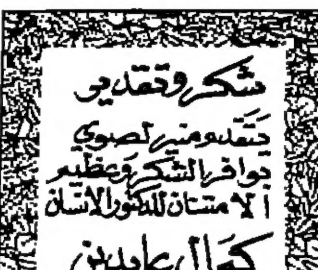 شكر وتقدير
يتقدم منير لصوي
بوافر الشكر وعظيم
الامتنان للدكتور الانسان
كمال عابدين